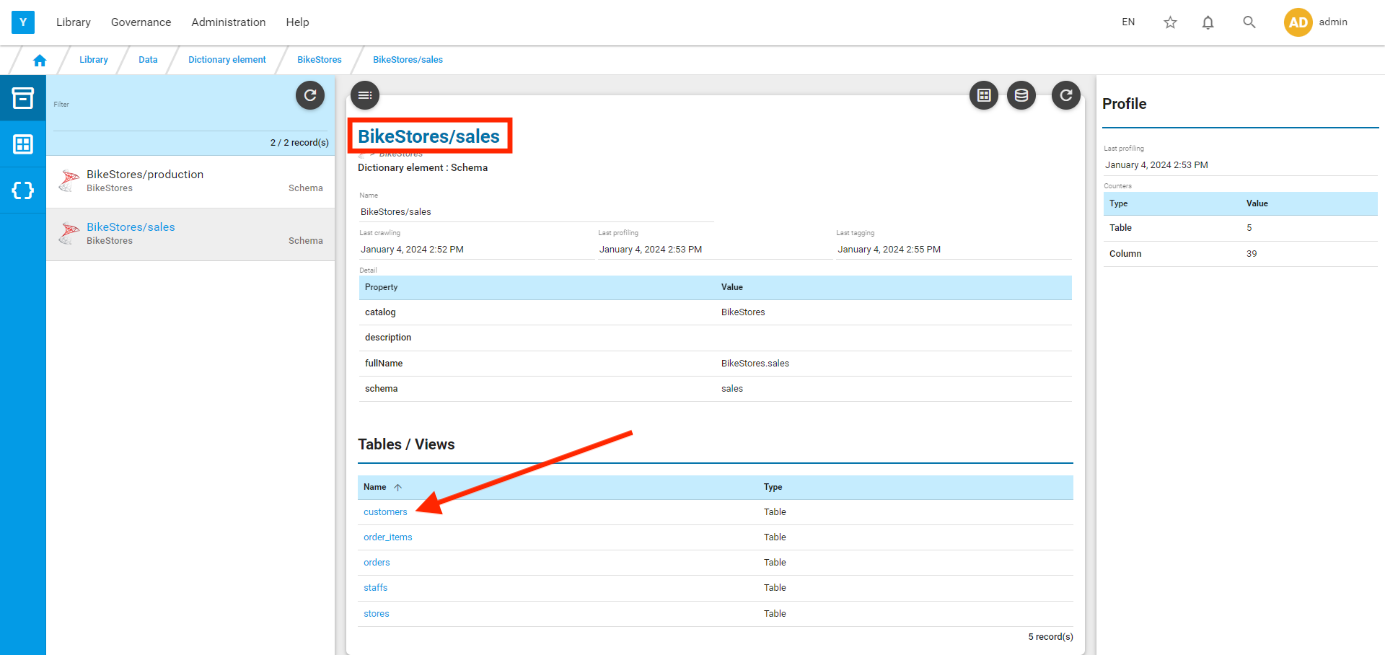 Y Library Governance Administration Help EN AD admin
Library Data Dictionary element BikeStores BikeStores/sales
Filter
2 / 2 record(s)
BikeStores/production
BikeStores Schema
BikeStores/sales
BikeStores Schema
BikeStores/sales
BikeStores
Dictionary element : Schema
Name
BikeStores/sales
Last crawling Last profiling Last tagging
January 4, 2024 2:52 PM January 4, 2024 2:53 PM January 4, 2024 2:55 PM
Detail
Property Value
catalog BikeStores
description
fullName BikeStores.sales
schema sales
Tables / Views
Name Type
customers Table
order_items Table
orders Table
staffs Table
stores Table
5 record(s)
Profile
Last profiling
January 4, 2024 2:53 PM
Counters
Type Value
Table 5
Column 39